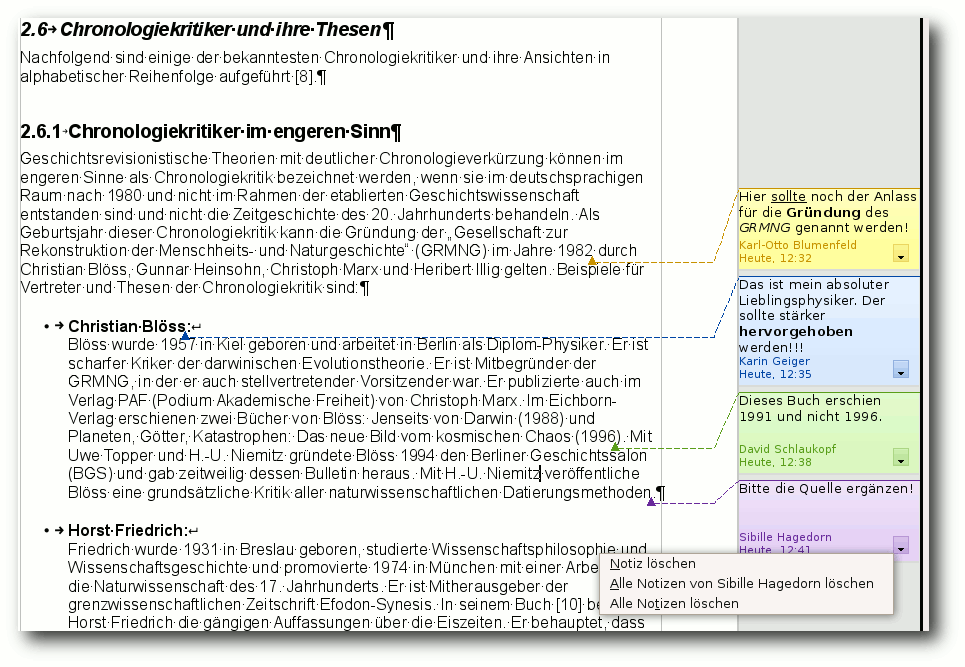 2.6 Chronologiekritiker und ihre Thesen¶
Nachfolgend sind einige der bekanntesten Chronologiekritiker und ihre Ansichten in
alphabetischer Reihenfolge aufgeführt [8].¶
2.6.1 Chronologiekritiker im engeren Sinn¶
Geschichtsrevisionistische Theorien mit deutlicher Chronologieverkürzung können im
engeren Sinne als Chronologiekritik bezeichnet werden, wenn sie im deutschsprachigen
Raum nach 1980 und nicht im Rahmen der etablierten Geschichtswissenschaft
entstanden sind und nicht die Zeitgeschichte des 20. Jahrhunderts behandeln. Als
Geburtsjahr dieser Chronologiekritik kann die Gründung der „Gesellschaft zur
Rekonstruktion der Menschheits- und Naturgeschichte“ (GRMNG) im Jahre 1982 durch
Christian Blöss, Gunnar Heinsohn, Christoph Marx und Heribert Illig gelten. Beispiele für
Vertreter und Thesen der Chronologiekritik sind:¶
• Christian Blöss:↵
Blöss wurde 1957 in Kiel geboren und arbeitet in Berlin als Diplom-Physiker. Er ist
scharfer Kriker der darwinischen Evolutionstheorie. Er ist Mitbegründer der
GRMNG, in der er auch stellvertretender Vorsitzender war. Er publizierte auch im
Verlag PAF (Podium Akademische Freiheit) von Christoph Marx. Im Eichborn-
Verlag erschienen zwei Bücher von Blöss: Jenseits von Darwin (1988) und
Planeten, Götter, Katastrophen: Das neue Bild vom kosmischen Chaos (1996). Mit
Uwe Topper und H.-U. Niemitz gründete Blöss 1994 den Berliner Geschichtssalon
(BGS) und gab zeitweilig dessen Bulletin heraus. Mit H.-U. Niemitz veröffentliche
Blöss eine grundsätzliche Kritik aller naturwissenschaftlichen Datierungsmethoden.¶
• Horst Friedrich:↵
Friedrich wurde 1931 in Breslau geboren, studierte Wissenschaftsphilosophie und
Wissenschaftsgeschichte und promovierte 1974 in München mit einer Arbe
die Naturwissenschaft des 17. Jahrhunderts. Er ist Mitherausgeber der
grenzwissenschaftlichen Zeitschrift Efodon-Synesis. In seinem Buch [10] be
Horst Friedrich die gängigen Auffassungen über die Eiszeiten. Er behauptet, dass
Hier sollte noch der Anlass
für die Gründung des
GRMNG genannt werden!
Karl-Otto Blumenfeld
Heute, 12:32
Das ist mein absoluter
Lieblingsphysiker. Der
sollte stärker
hervorgehoben
werden!!!
Karin Geiger
Heute, 12:35
Dieses Buch erschien
1991 und nicht 1996.
David Schlaukopf
Heute, 12:38
Bitte die Quelle ergänzen!
Sibille Hagedorn
Heute, 12:41
Notiz löschen
Alle Notizen von Sibille Hagedorn löschen
Alle Notizen löschen